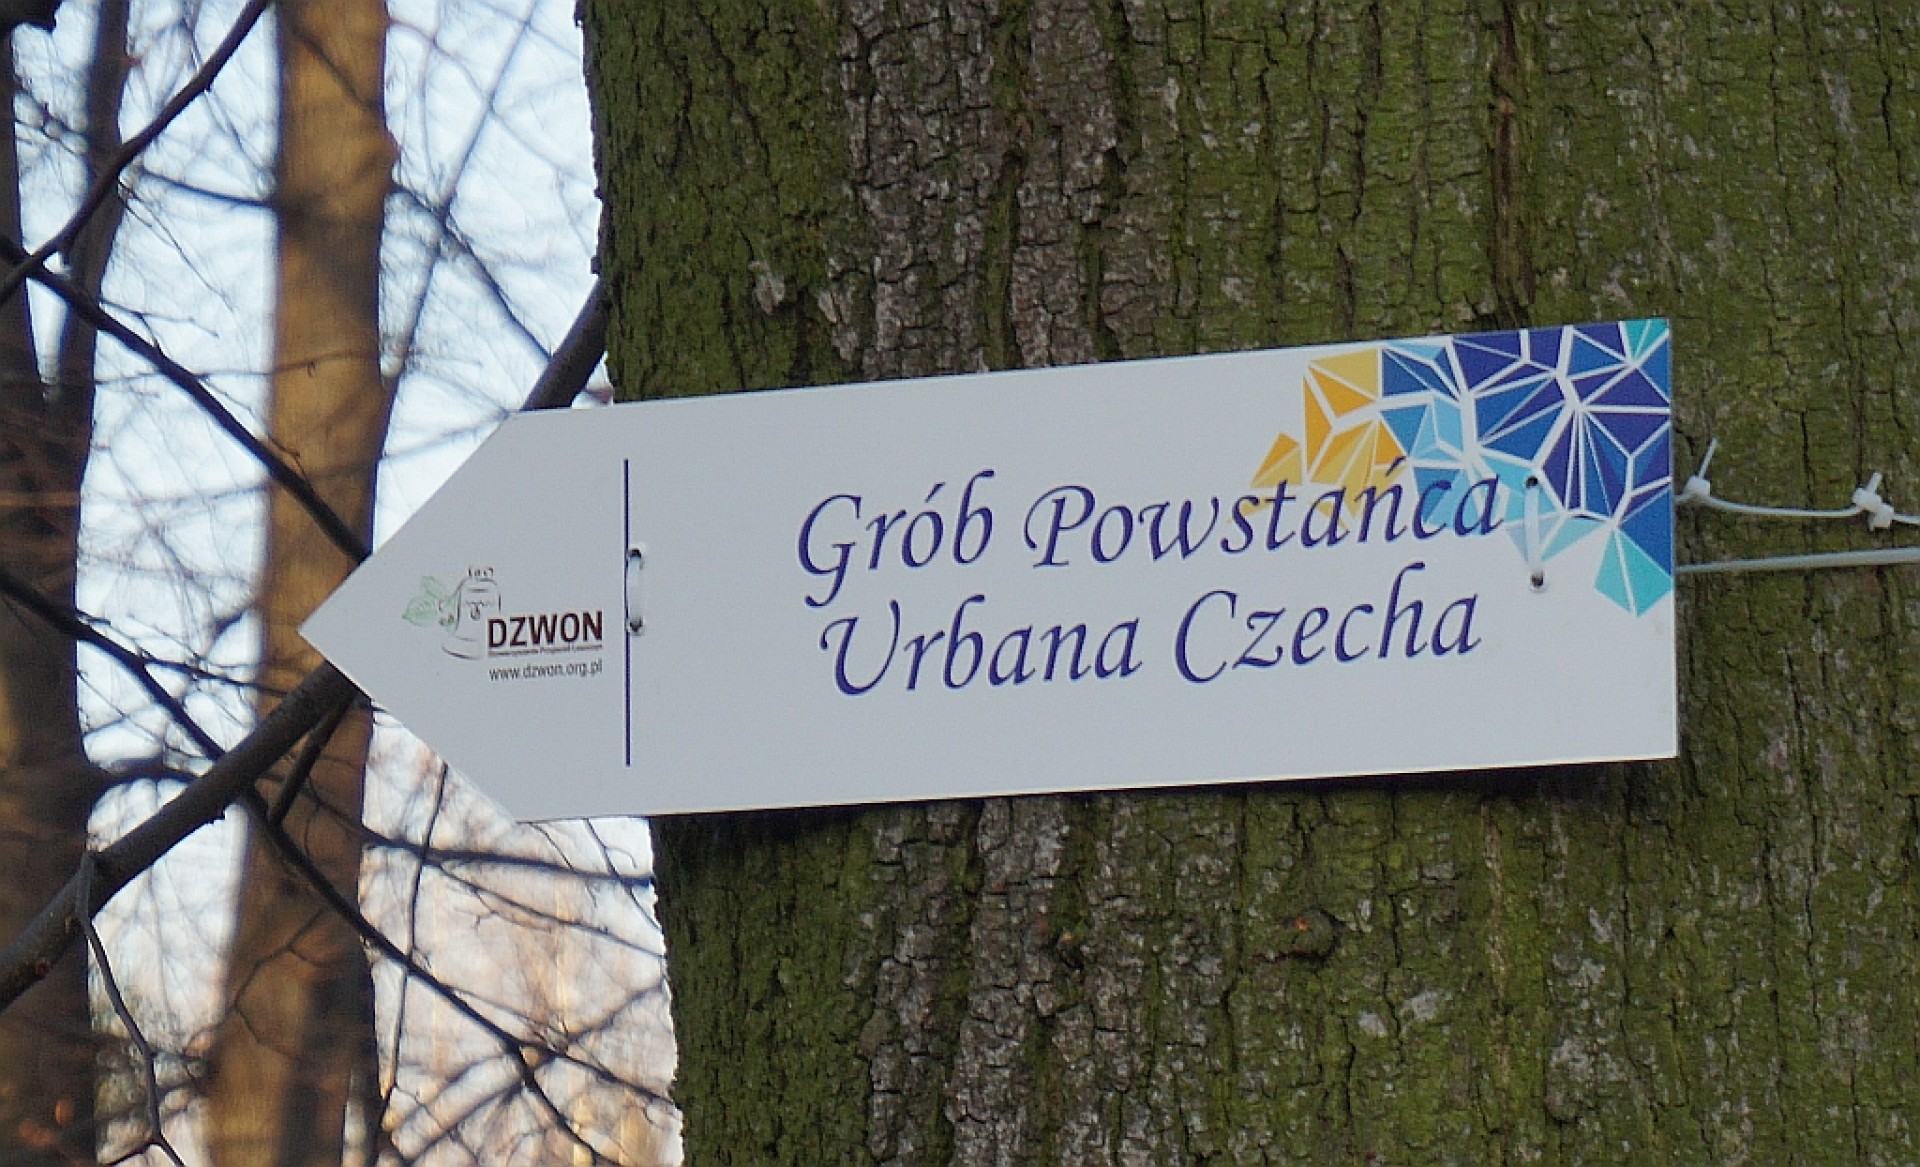 Grób Powstańca
Urbana Czecha
DZWON
www.dzwon.org.pl